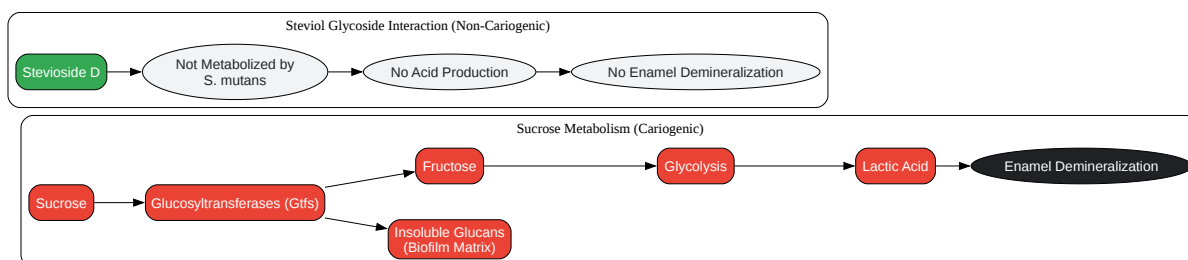 Steviol Glycoside Interaction (Non-Cariogenic)
Stevioside D
Not Metabolized by
S. mutans
No Acid Production
No Enamel Demineralization
Sucrose Metabolism (Cariogenic)
Sucrose
Glucosyltransferases (Gtfs)
Fructose
Glycolysis
Lactic Acid
Enamel Demineralization
Insoluble Glucans
(Biofilm Matrix)